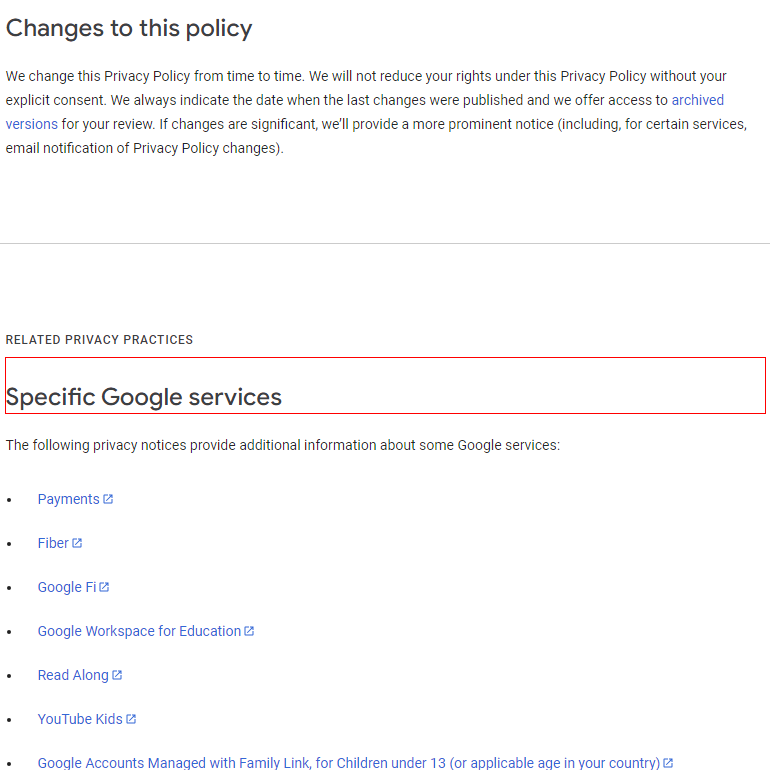 Changes to this policy
We change this Privacy Policy from time to time. We will not reduce your rights under this Privacy Policy without your
explicit consent. We always indicate the date when the last changes were published and we offer access to archived
versions for your review. If changes are significant, we’ll provide a more prominent notice (including, for certain services,
email notification of Privacy Policy changes).
RELATED PRIVACY PRACTICES
Specific Google services
The following privacy notices provide additional information about some Google services:
• Payments
• Fiber
• Google Fi
• Google Workspace for Education
• Read Along
• YouTube Kids
• Google Accounts Managed with Family Link, for Children under 13 (or applicable age in your country)